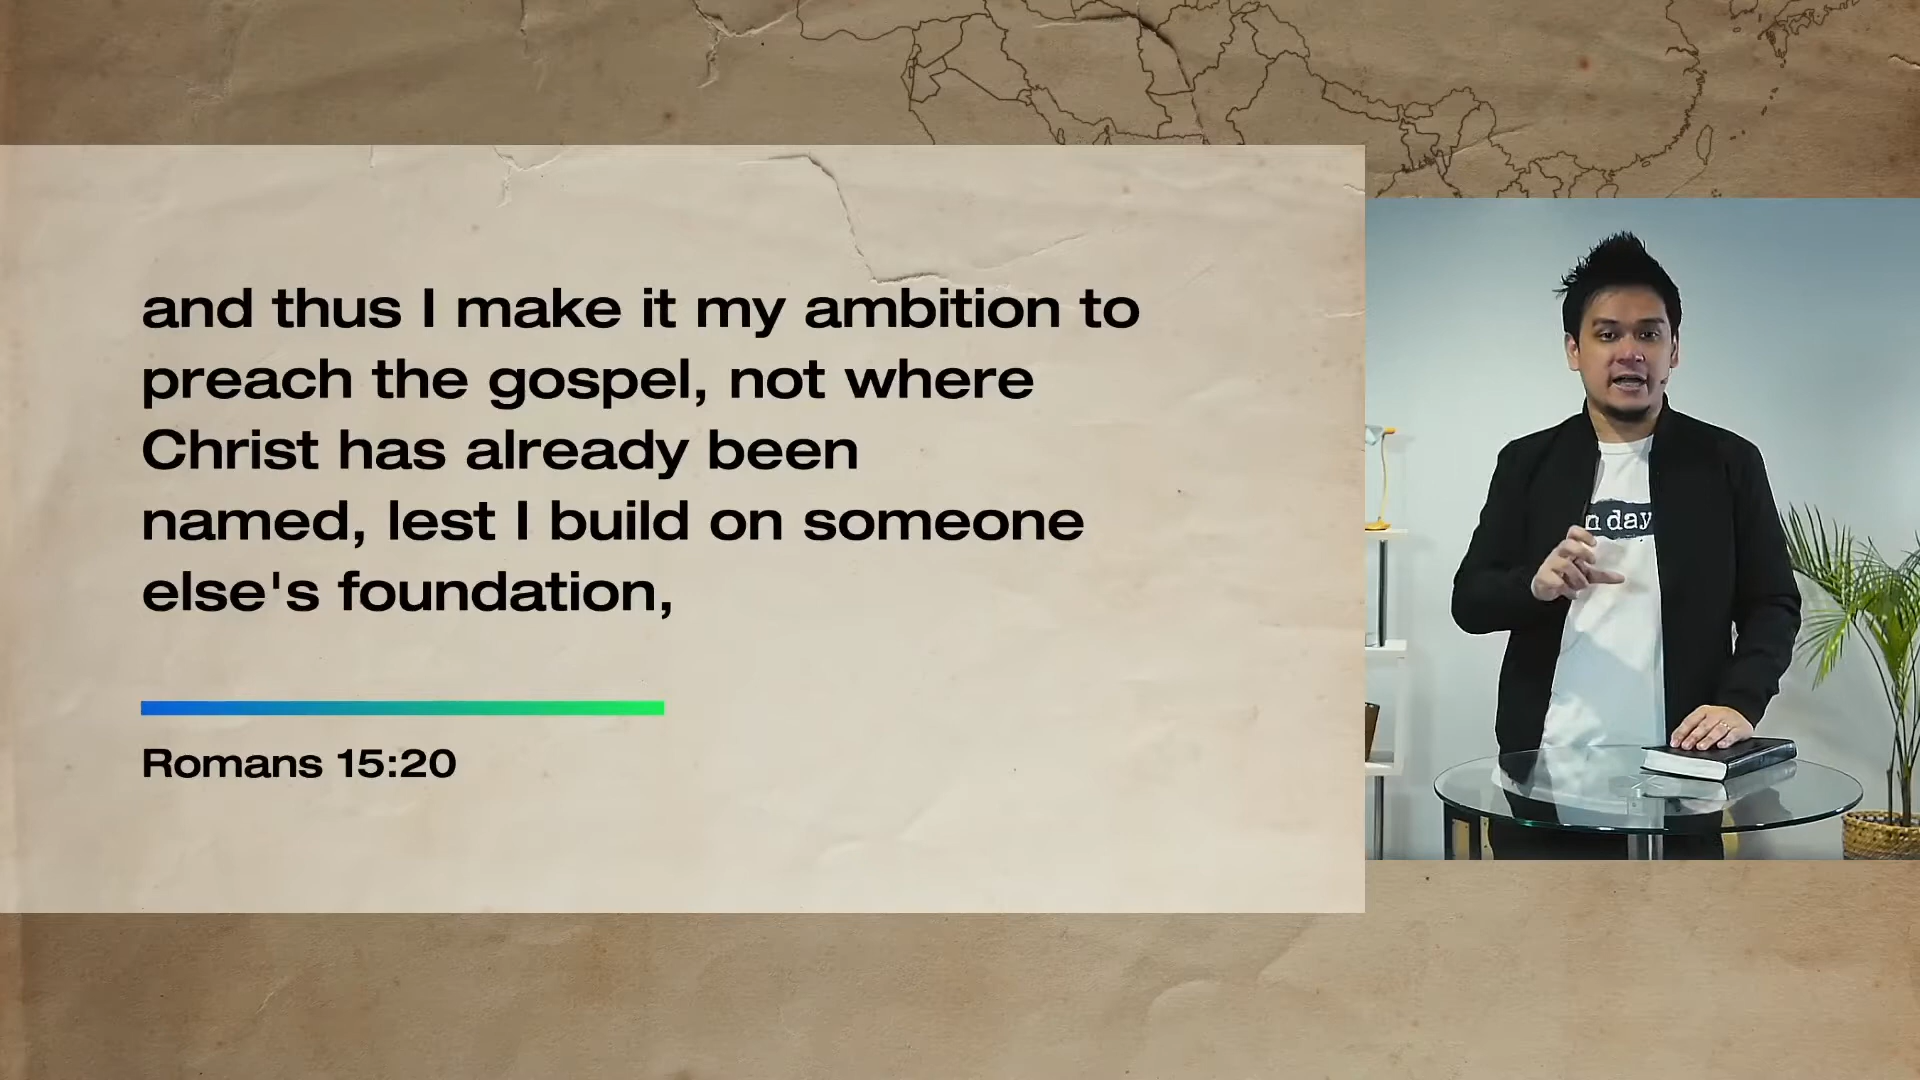 and thus I make it my ambition to
preach the gospel, not where
Christ has already been
named, lest I build on someone
else's foundation,
Romans 15:20
n day